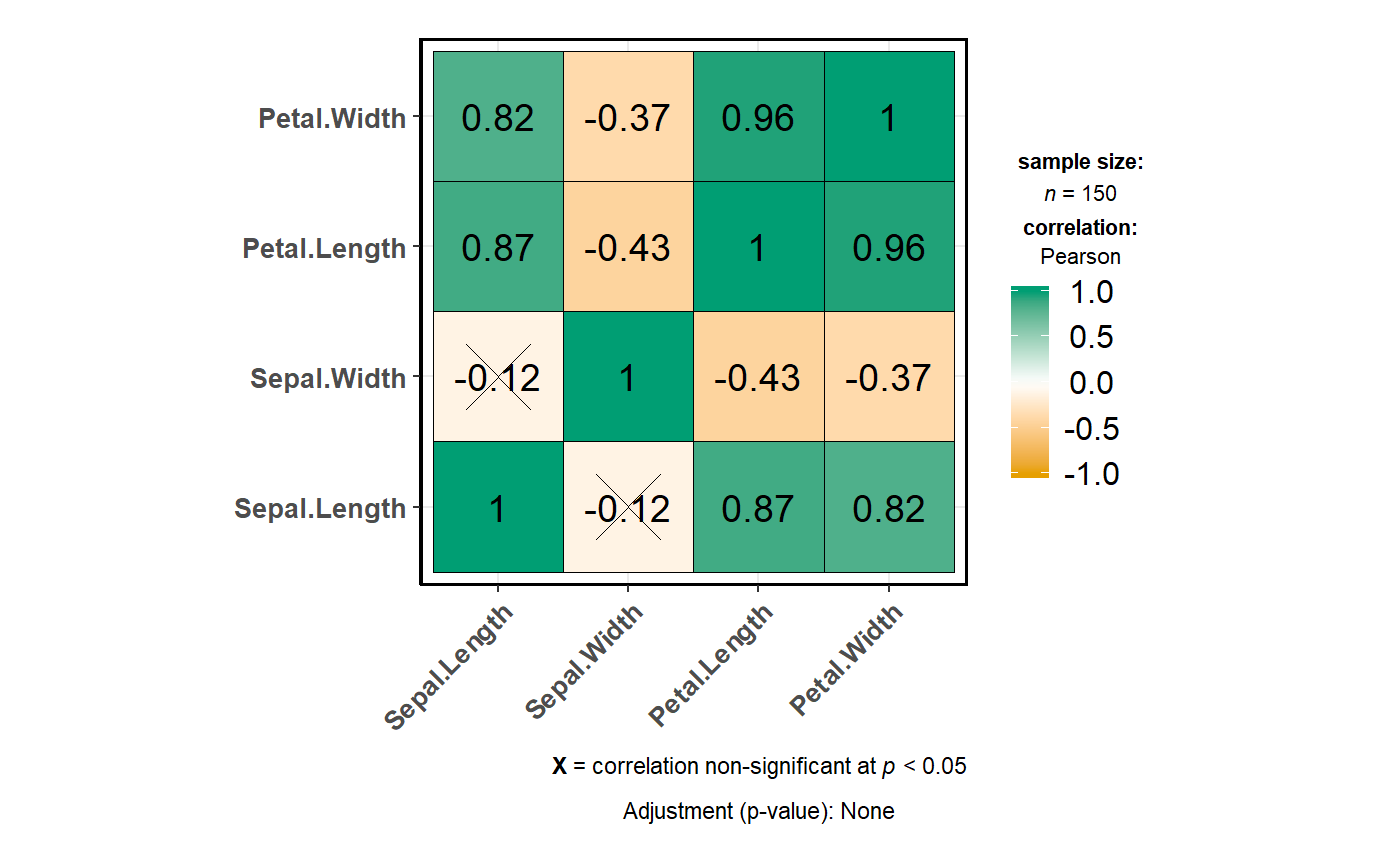 Petal.Width 0.82 -0.37 0.96 1
Petal.Length 0.87 -0.43 1 0.96
Sepal.Width -0.12 1 -0.43 -0.37
Sepal.Length 1 -0.12 0.87 0.82
Sepal.Length Sepal.Width Petal.Length Petal.Width
sample size:
n = 150
correlation:
Pearson
1.0
0.5
0.0
-0.5
-1.0
X = correlation non-significant at p < 0.05
Adjustment (p-value): None